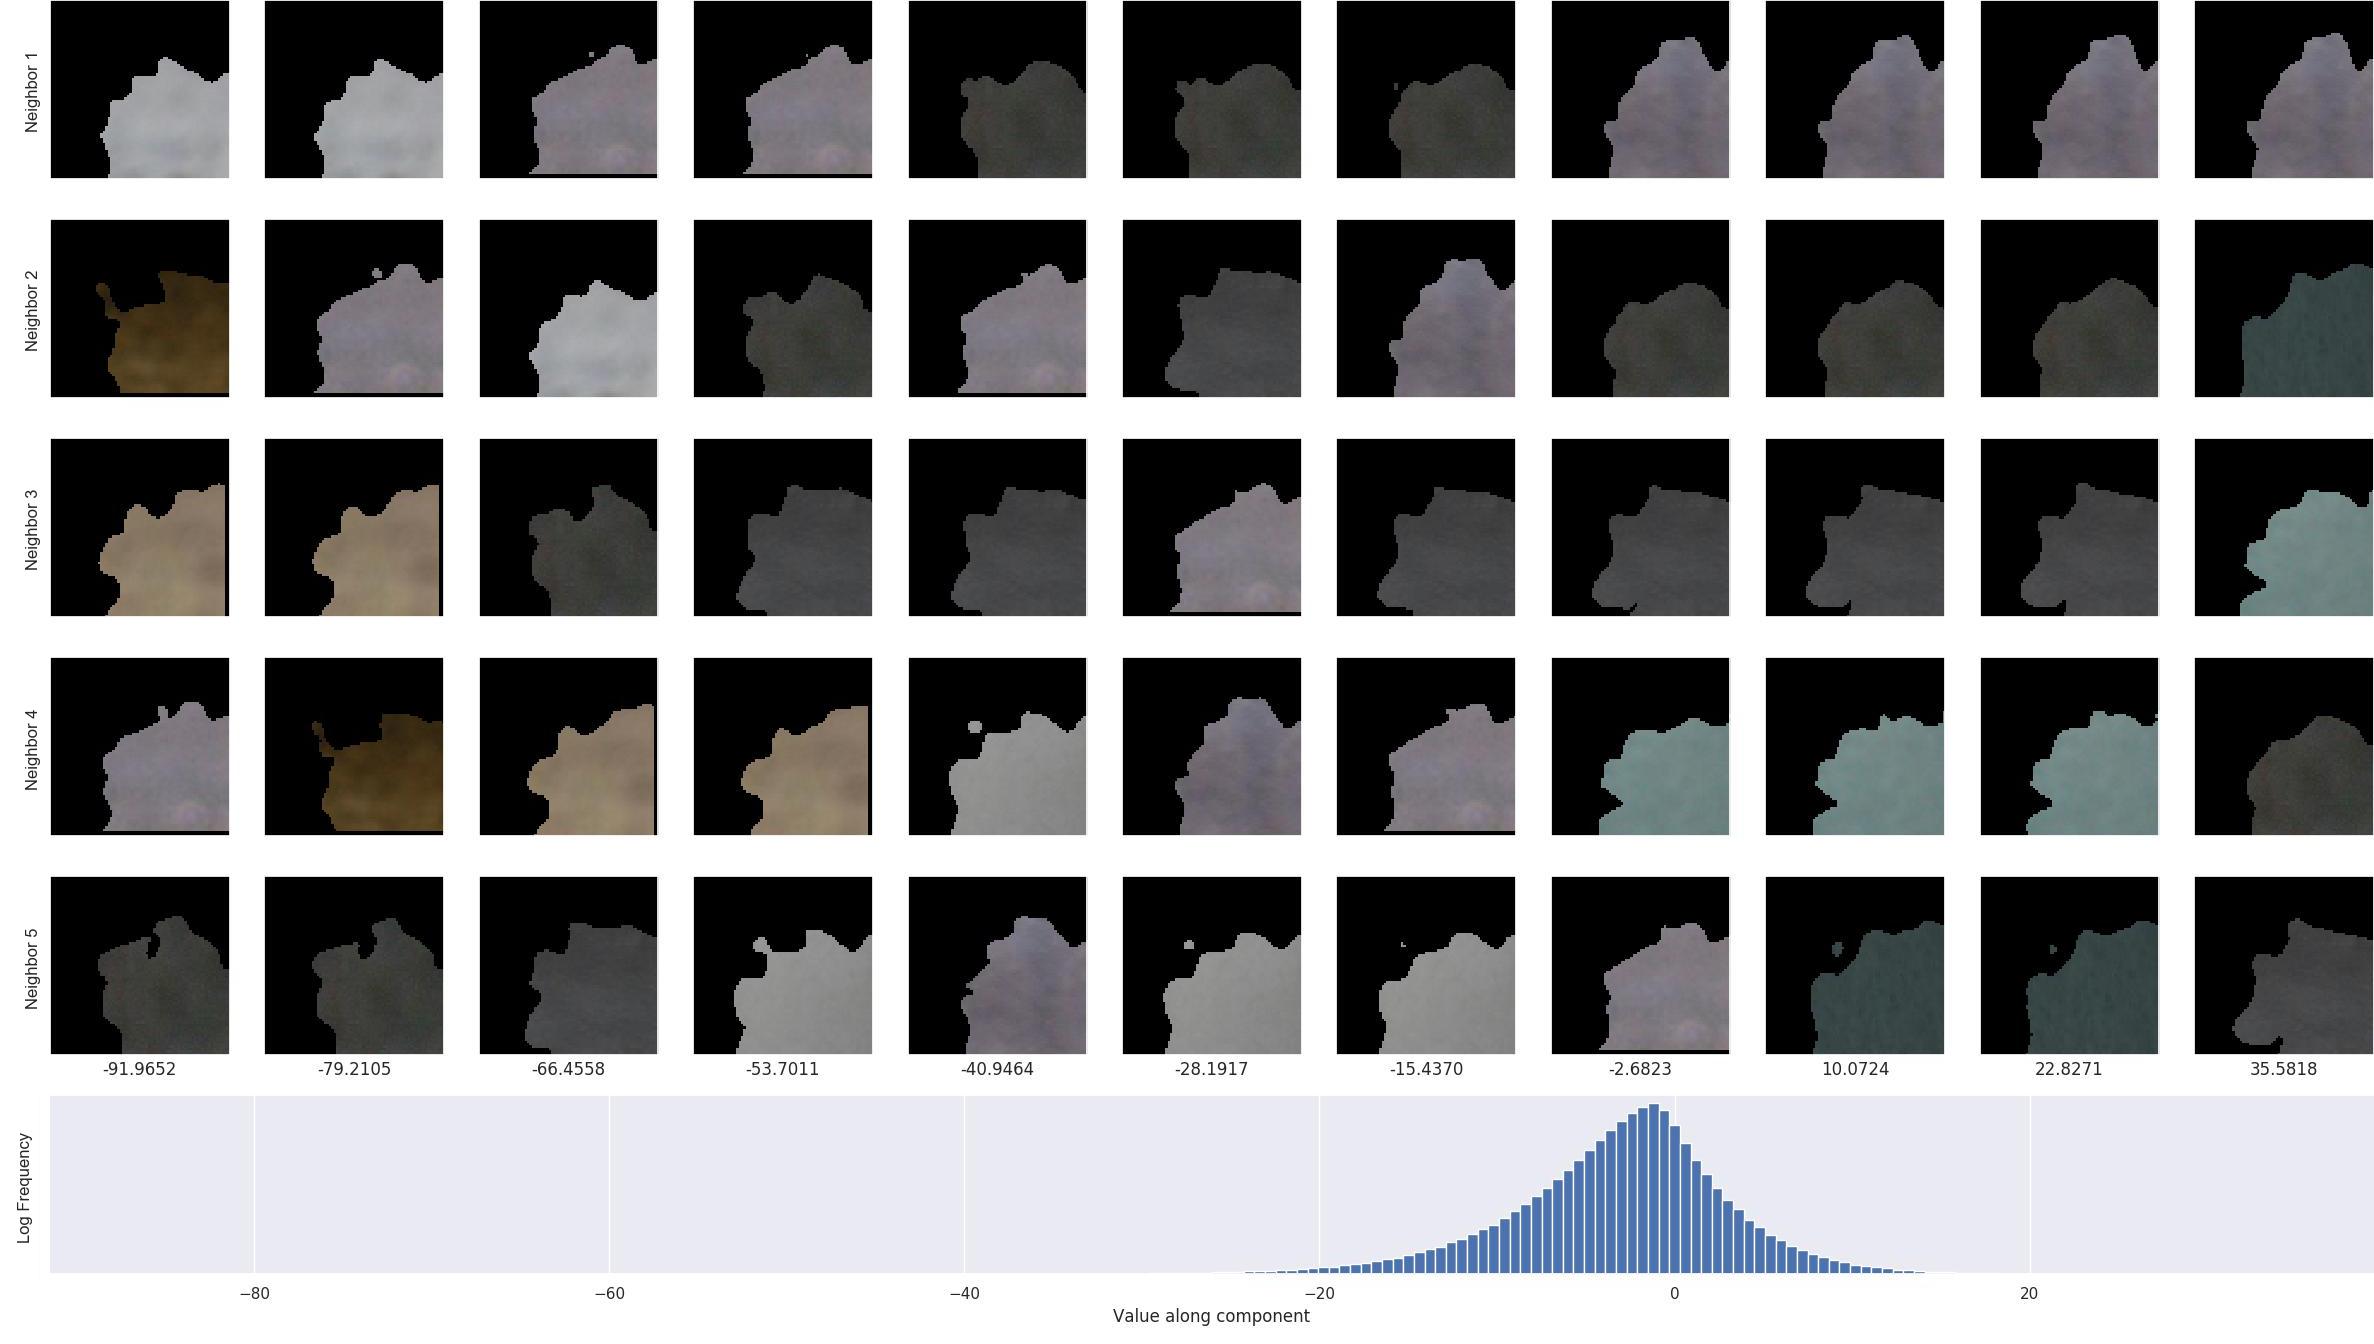 Neighbor 1
Neighbor 2
Neighbor 3
Neighbor 4
Neighbor 5
-91.9652 -79.2105 -66.4558 -53.7011 -40.9464 -28.1917 -15.4370 -2.6823 10.0724 22.8271 35.5818
Log Frequency
−80 −60 −40 −20 0 20
Value along component